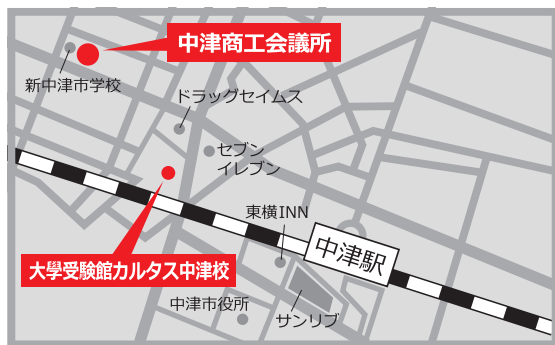 中津商工会議所
新中津市学校
ドラッグセイムス
セブン
イレブン
東横INN
中津駅
大學受験館カルタス中津校
中津市役所
サンリブ